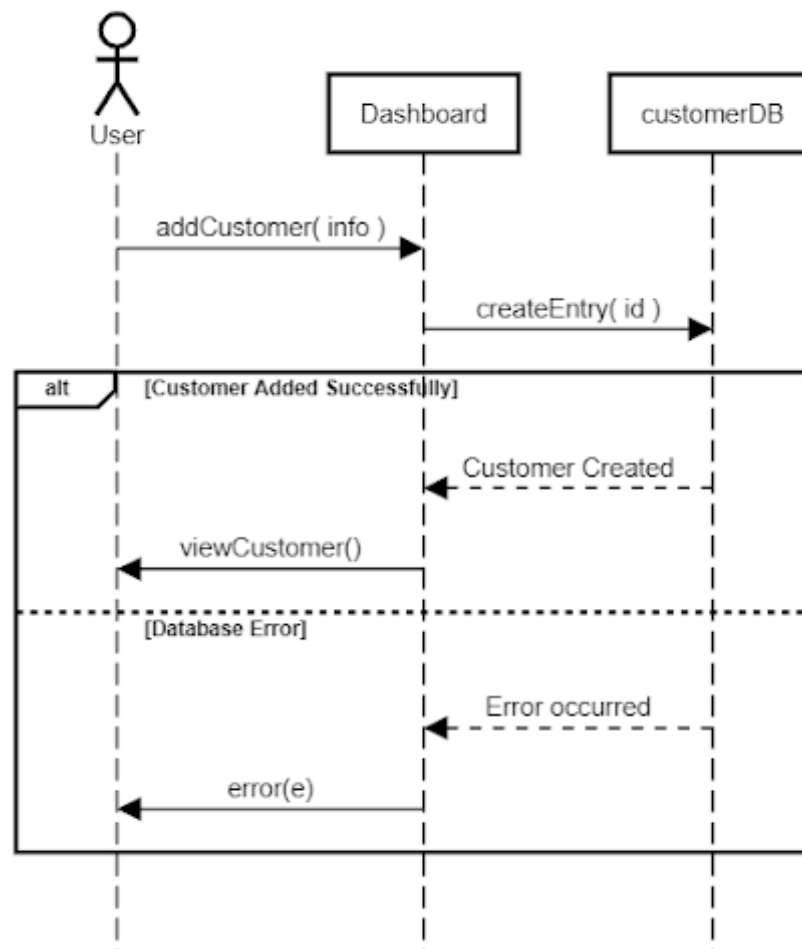 User
Dashboard
customerDB
addCustomer( info )
createEntry( id )
alt
[Customer Added Successfully]
Customer Created
viewCustomer()
[Database Error]
Error occurred
error(e)